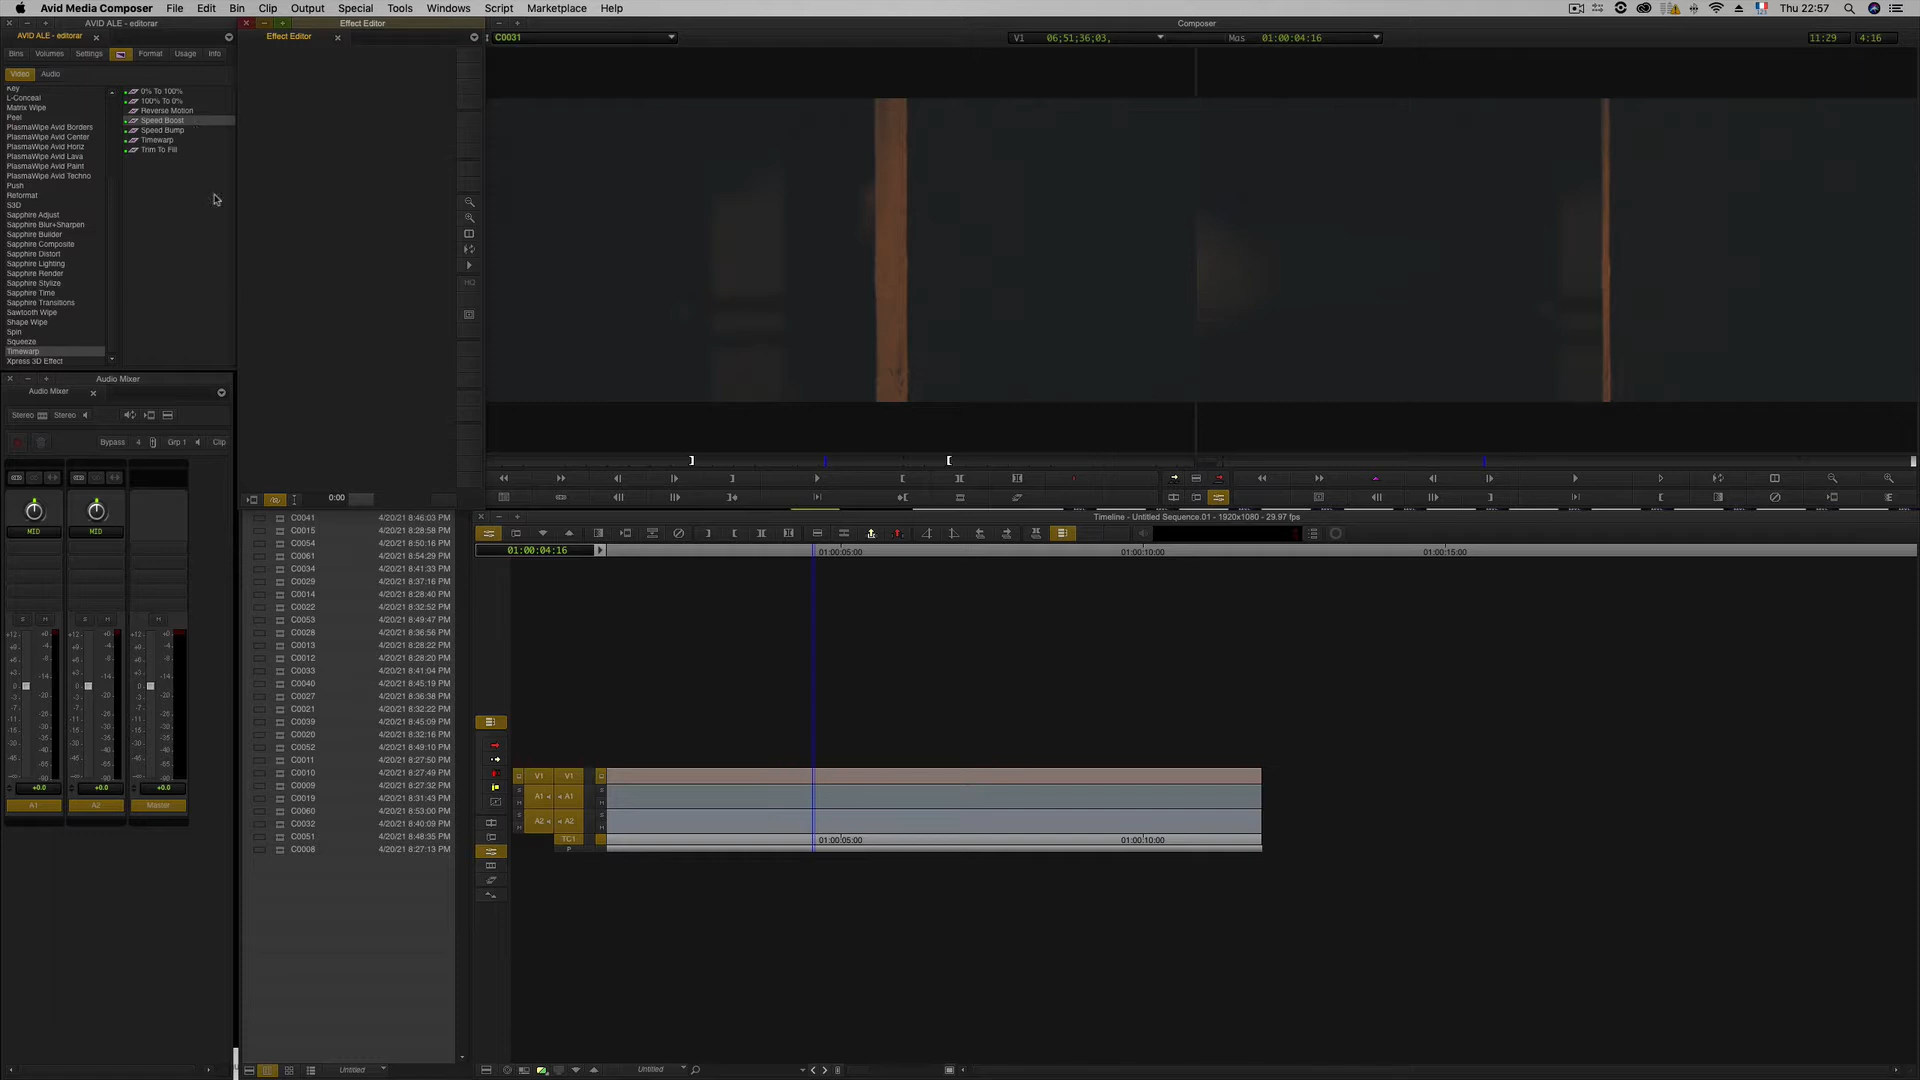 Avid Media Composer File Edit Bin Clip Output Special Tools Windows Script Marketplace Help Thu 22:57
AVID ALE - editorar Effect Editor Composer
AVID ALE - editorar Effect Editor C0031 V1 06;51;36;03, Mas 01:00:04:16 11:29 4:16
Bins Volumes Settings Format Usage Info
Video Audio
Key
L-Conceal
Matrix Wipe
Peel
PlasmaWipe Avid Borders
PlasmaWipe Avid Center
PlasmaWipe Avid Horiz
PlasmaWipe Avid Lava
PlasmaWipe Avid Paint
PlasmaWipe Avid Techno
Push
Reformat
S3D
Sapphire Adjust
Sapphire Blur+Sharpen
Sapphire Builder
Sapphire Composite
Sapphire Distort
Sapphire Lighting
Sapphire Render
Sapphire Stylize
Sapphire Time
Sapphire Transitions
Sawtooth Wipe
Shape Wipe
Spin
Squeeze
Timewarp
Xpress 3D Effect
0% To 100%
100% To 0%
Reverse Motion
Speed Boost
Speed Bump
Timewarp
Trim To Fill
HQ
0:00
Audio Mixer
Audio Mixer
Stereo Stereo
Bypass 4 Grp 1 Clip
MID MID
S M S M M
+0.0 +0.0 +0.0
A1 A2 Master
C0041 4/20/21 8:46:03 PM
C0015 4/20/21 8:28:58 PM
C0054 4/20/21 8:50:16 PM
C0061 4/20/21 8:54:29 PM
C0034 4/20/21 8:41:33 PM
C0029 4/20/21 8:37:16 PM
C0014 4/20/21 8:28:40 PM
C0022 4/20/21 8:32:52 PM
C0053 4/20/21 8:49:47 PM
C0028 4/20/21 8:36:56 PM
C0013 4/20/21 8:28:22 PM
C0012 4/20/21 8:28:20 PM
C0033 4/20/21 8:41:04 PM
C0040 4/20/21 8:45:19 PM
C0027 4/20/21 8:36:38 PM
C0021 4/20/21 8:32:22 PM
C0039 4/20/21 8:45:09 PM
C0020 4/20/21 8:32:16 PM
C0052 4/20/21 8:49:10 PM
C0011 4/20/21 8:27:50 PM
C0010 4/20/21 8:27:49 PM
C0009 4/20/21 8:27:32 PM
C0019 4/20/21 8:31:43 PM
C0060 4/20/21 8:53:00 PM
C0032 4/20/21 8:40:09 PM
C0051 4/20/21 8:48:35 PM
C0008 4/20/21 8:27:13 PM
Untitled
Timeline - Untitled Sequence.01 - 1920x1080 - 29.97 fps
01:00:04:16 01:00:05:00 01:00:10:00 01:00:15:00
V1 V1
A1 A1
A2 A2
TC1 01:00:05:00 01:00:10:00
P
Untitled